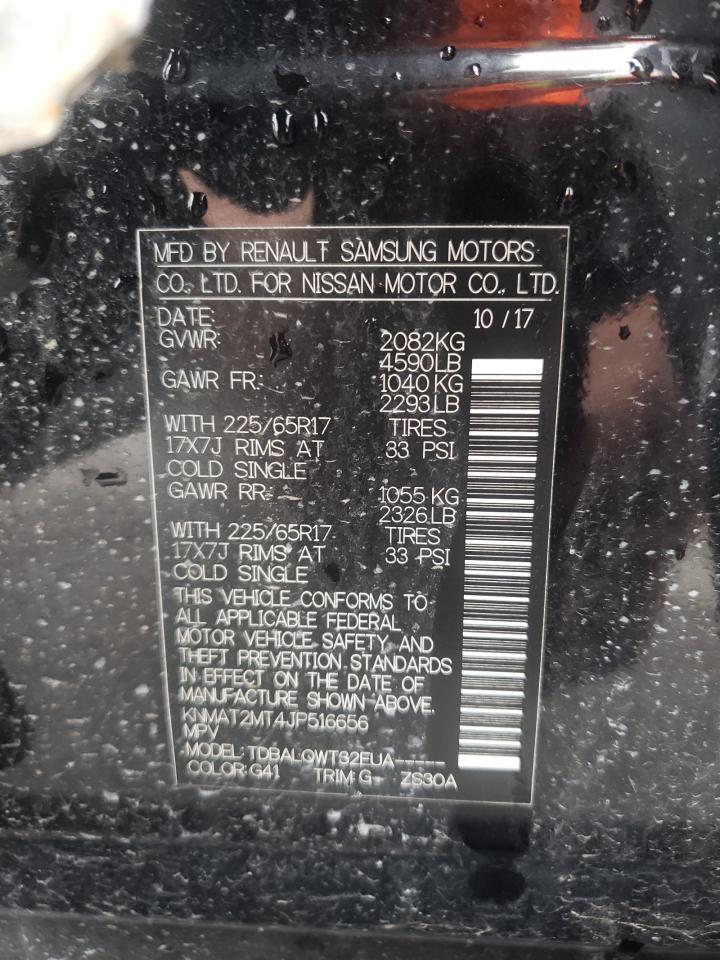 MFD BY RENAULT SAMSUNG MOTORS
CO., LTD. FOR NISSAN MOTOR CO., LTD.
DATE: 10 / 17
GVWR: 2082KG
4590LB
GAWR FR: 1040KG
2293LB
WITH 225/65R17 TIRES
17X7J RIMS AT 33 PSI
COLD SINGLE
GAWR RR: 1055KG
2326LB
WITH 225/65R17 TIRES
17X7J RIMS AT 33 PSI
COLD SINGLE
THIS VEHICLE CONFORMS TO
ALL APPLICABLE FEDERAL
MOTOR VEHICLE SAFETY AND
THEFT PREVENTION STANDARDS
IN EFFECT ON THE DATE OF
MANUFACTURE SHOWN ABOVE.
KNMAT2MT4JP516656
MPV
MODEL: TDBALQWT32EUA-----
COLOR:G41 TRIM:G ZS30A